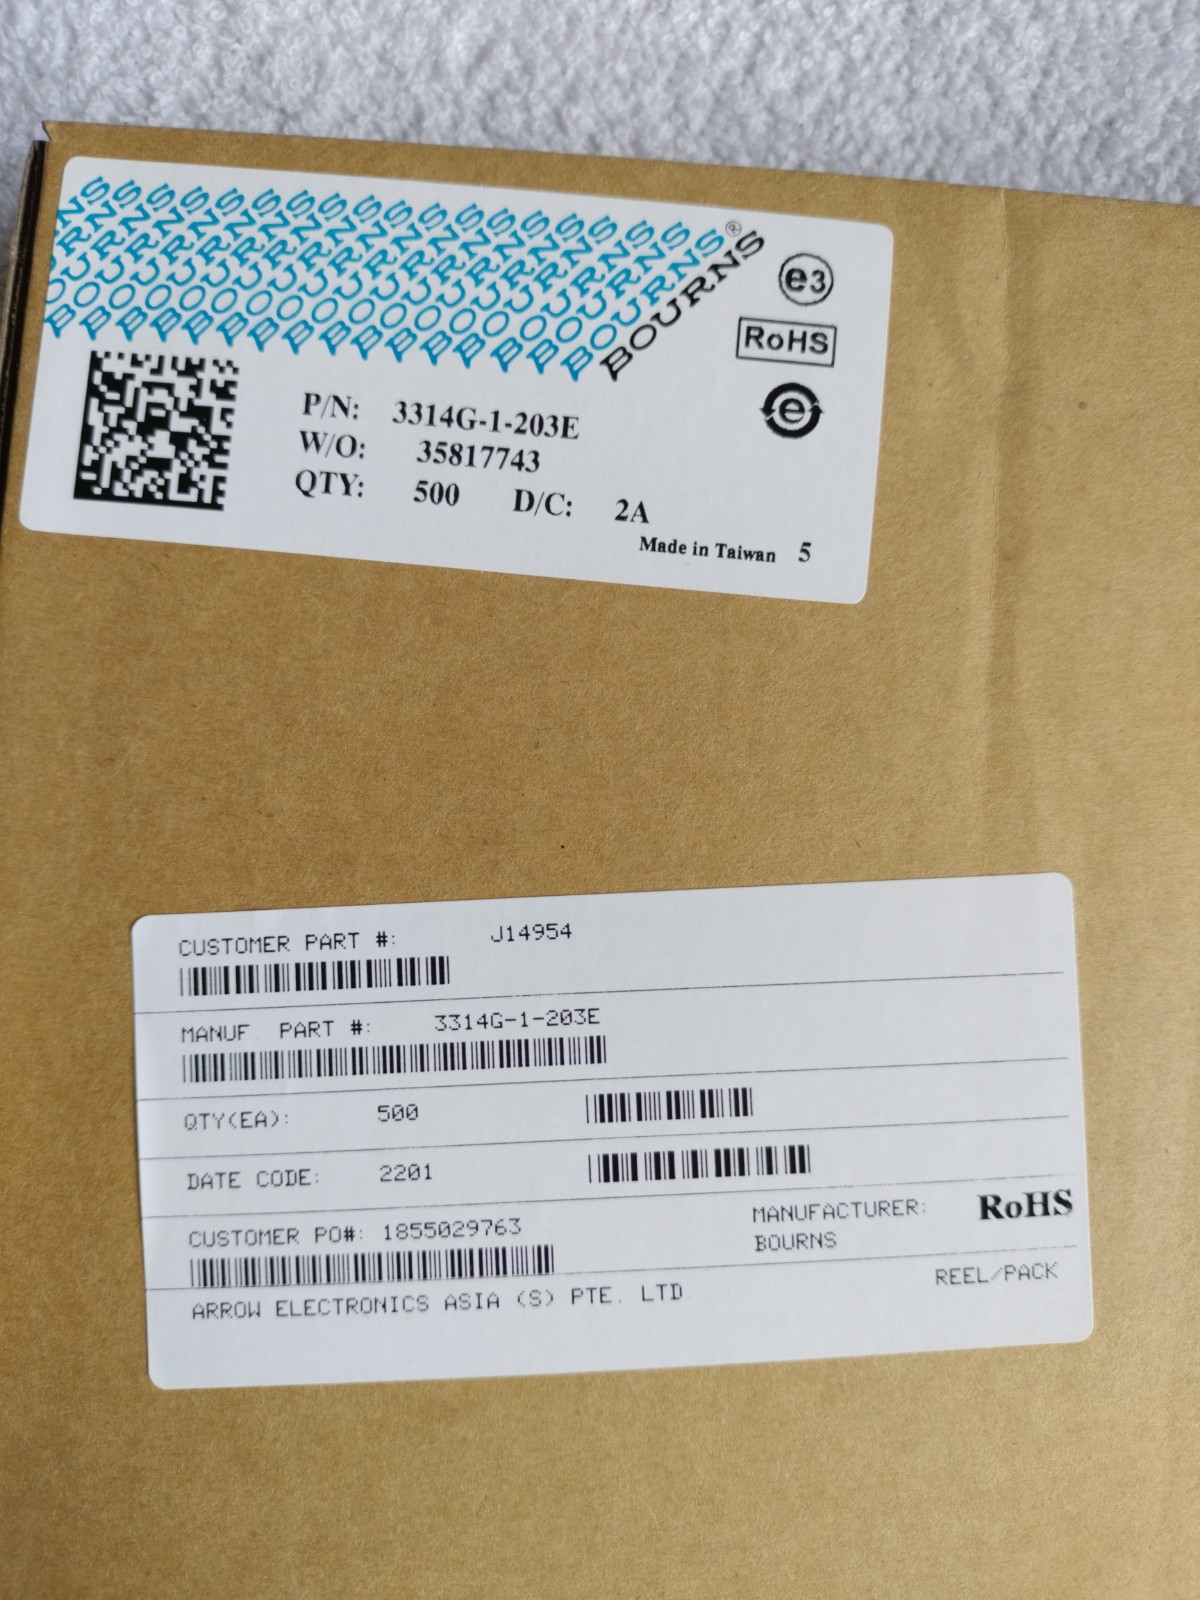 BOURNS®
e3
RoHS
e
P/N: 3314G-1-203E
W/O: 35817743
QTY: 500 D/C: 2A
Made in Taiwan 5
CUSTOMER PART #: J14954
MANUF. PART #: 3314G-1-203E
QTY(EA): 500
DATE CODE: 2201
CUSTOMER PO#: 1855029763
MANUFACTURER: RoHS
BOURNS
REEL/PACK
ARROW ELECTRONICS ASIA (S) PTE. LTD